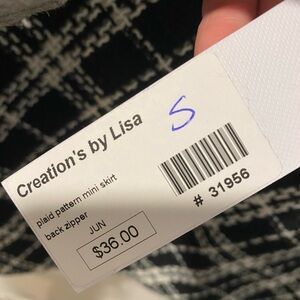 Creation's by Lisa
S
plaid pattern mini skirt
back zipper
JUN
$36.00
# 31956